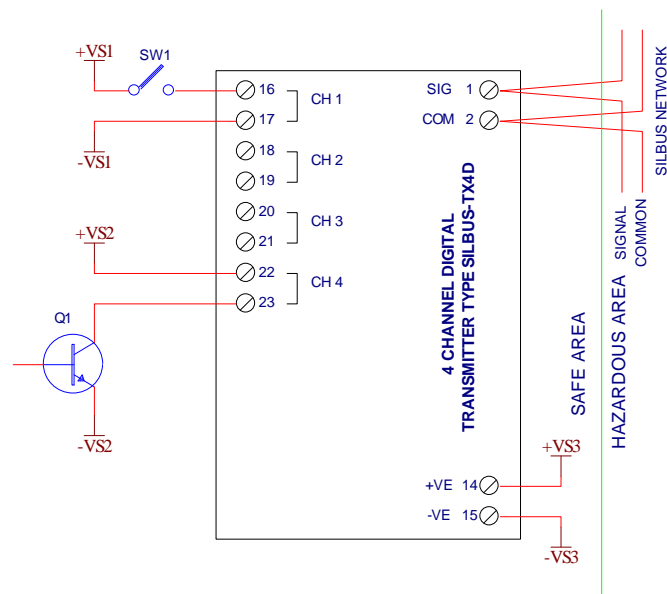 +VS1
SW1
16
CH 1
17
-VS1
18
CH 2
19
20
CH 3
21
+VS2
22
CH 4
23
Q1
-VS2
SIG 1
COM 2
4 CHANNEL DIGITAL
TRANSMITTER TYPE SILBUS-TX4D
SAFE AREA
HAZARDOUS AREA
SIGNAL
COMMON
SILBUS NETWORK
+VS3
+VE 14
-VE 15
-VS3